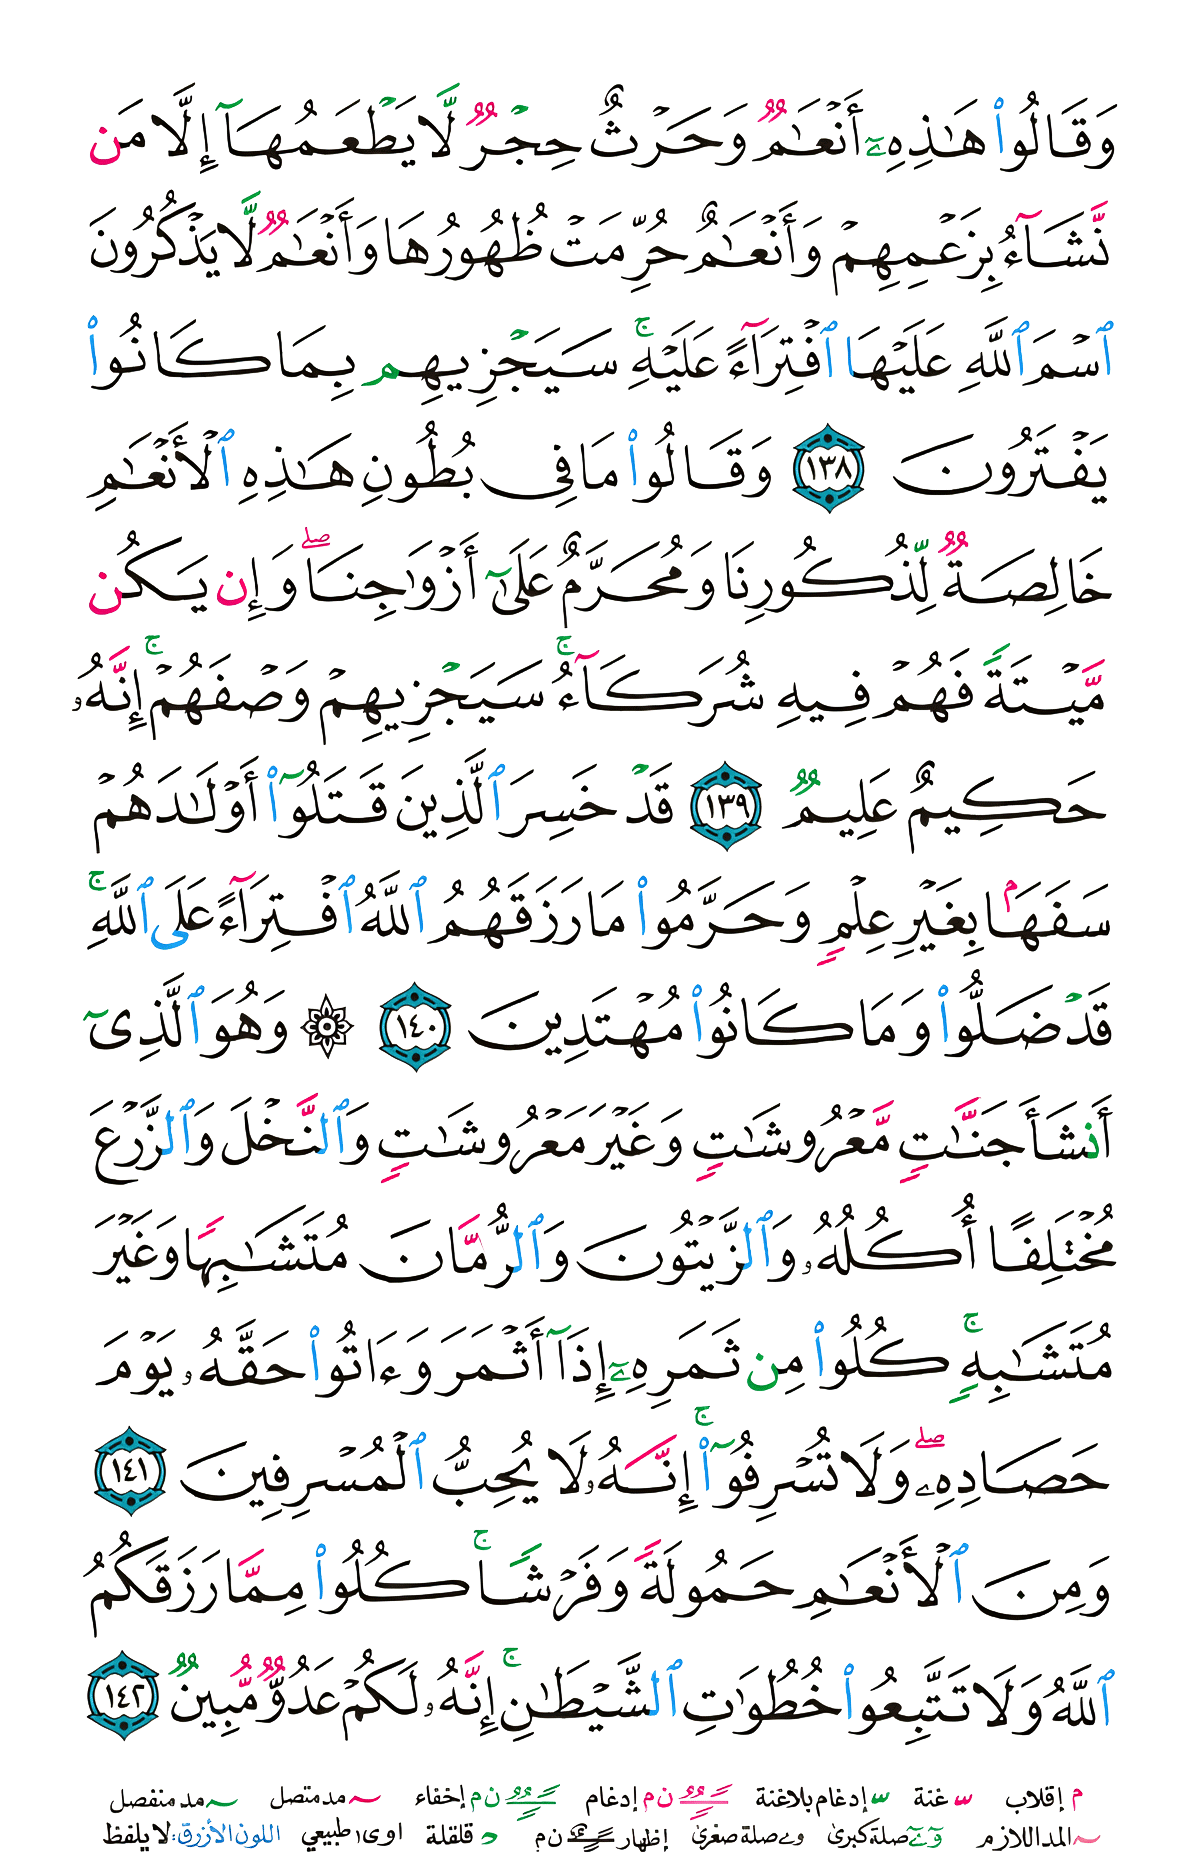 وَقَالُوا۟ هَـٰذِهِۦٓ أَنْعَـٰمٌ وَحَرْثٌ حِجْرٌ لَّا يَطْعَمُهَآ إِلَّا مَن
نَّشَآءُ بِزَعْمِهِمْ وَأَنْعَـٰمٌ حُرِّمَتْ ظُهُورُهَا وَأَنْعَـٰمٌ لَّا يَذْكُرُونَ
ٱسْمَ ٱللَّهِ عَلَيْهَا ٱفْتِرَآءً عَلَيْهِ ۚ سَيَجْزِيهِم بِمَا كَانُوا۟
يَفْتَرُونَ ١٣٨ وَقَالُوا۟ مَا فِى بُطُونِ هَـٰذِهِ ٱلْأَنْعَـٰمِ
خَالِصَةٌ لِّذُكُورِنَا وَمُحَرَّمٌ عَلَىٰٓ أَزْوَٰجِنَا ۖ وَإِن يَكُن
مَّيْتَةً فَهُمْ فِيهِ شُرَكَآءُ ۚ سَيَجْزِيهِمْ وَصْفَهُمْ ۚ إِنَّهُۥ
حَكِيمٌ عَلِيمٌ ١٣٩ قَدْ خَسِرَ ٱلَّذِينَ قَتَلُوٓا۟ أَوْلَـٰدَهُمْ
سَفَهًۢا بِغَيْرِ عِلْمٍ وَحَرَّمُوا۟ مَا رَزَقَهُمُ ٱللَّهُ ٱفْتِرَآءً عَلَى ٱللَّهِ ۚ
قَدْ ضَلُّوا۟ وَمَا كَانُوا۟ مُهْتَدِينَ ١٤٠ ۞ وَهُوَ ٱلَّذِىٓ
أَنشَأَ جَنَّـٰتٍ مَّعْرُوشَـٰتٍ وَغَيْرَ مَعْرُوشَـٰتٍ وَٱلنَّخْلَ وَٱلزَّرْعَ
مُخْتَلِفًا أُكُلُهُۥ وَٱلزَّيْتُونَ وَٱلرُّمَّانَ مُتَشَـٰبِهًا وَغَيْرَ
مُتَشَـٰبِهٍ ۚ كُلُوا۟ مِن ثَمَرِهِۦٓ إِذَآ أَثْمَرَ وَءَاتُوا۟ حَقَّهُۥ يَوْمَ
حَصَادِهِۦ ۖ وَلَا تُسْرِفُوٓا۟ ۚ إِنَّهُۥ لَا يُحِبُّ ٱلْمُسْرِفِينَ ١٤١
وَمِنَ ٱلْأَنْعَـٰمِ حَمُولَةً وَفَرْشًا ۚ كُلُوا۟ مِمَّا رَزَقَكُمُ
ٱللَّهُ وَلَا تَتَّبِعُوا۟ خُطُوَٰتِ ٱلشَّيْطَـٰنِ ۚ إِنَّهُۥ لَكُمْ عَدُوٌّ مُّبِينٌ ١٤٢
م إقلاب غنة إدغام بلاغنة ن م إدغام ن م إخفاء مد متصل مد منفصل
المد اللازم صلة كبرى و ے صلة صغرى إظهار ن م قلقلة اوى طبيعي اللون الأزرق: لا يلفظ